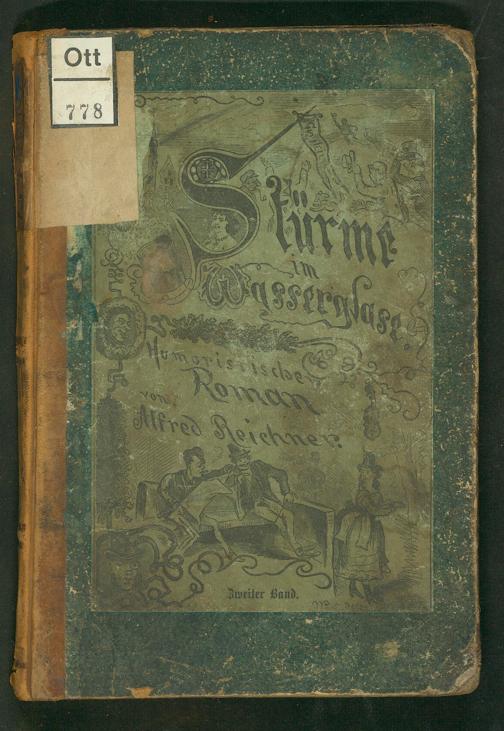 Ott
778
Stürme
im
Wasserglase.
Humoristischer
Roman
von
Alfred Reichner.
Zweiter Band.